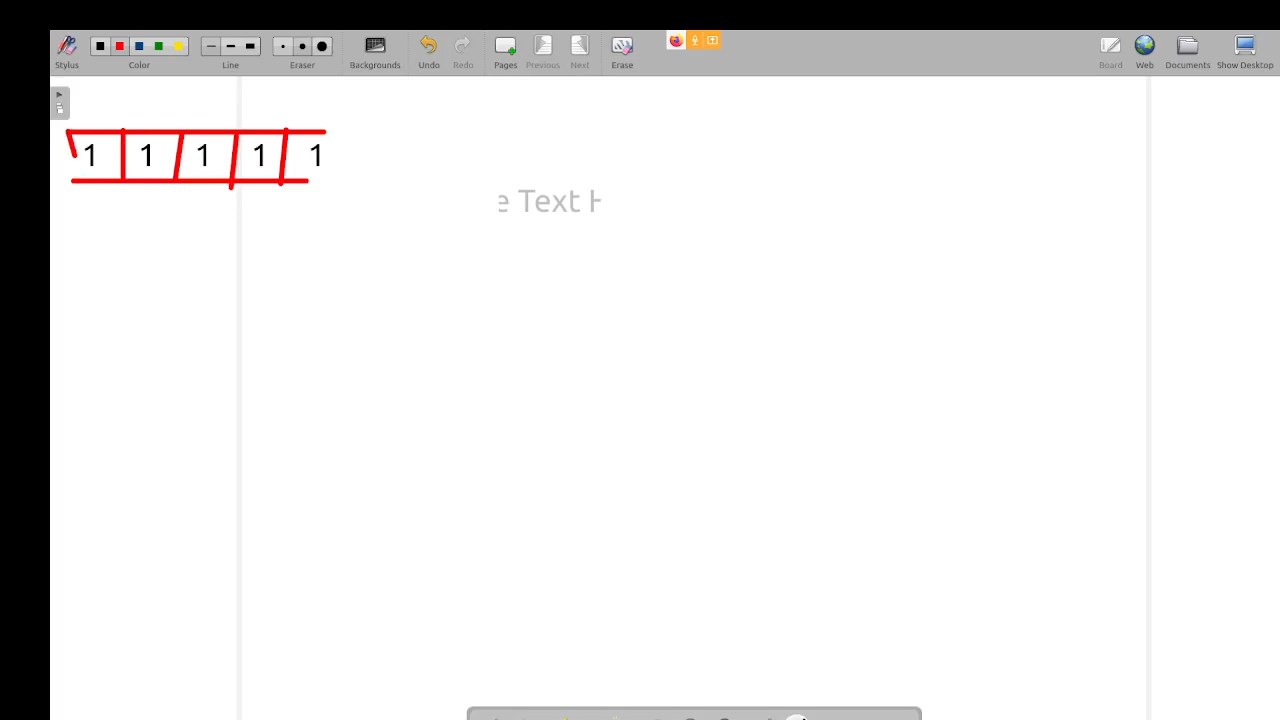 Stylus Color Line Eraser Backgrounds Undo Redo Pages Previous Next Erase Board Web Documents Show Desktop
1 1 1 1 1
e Text H